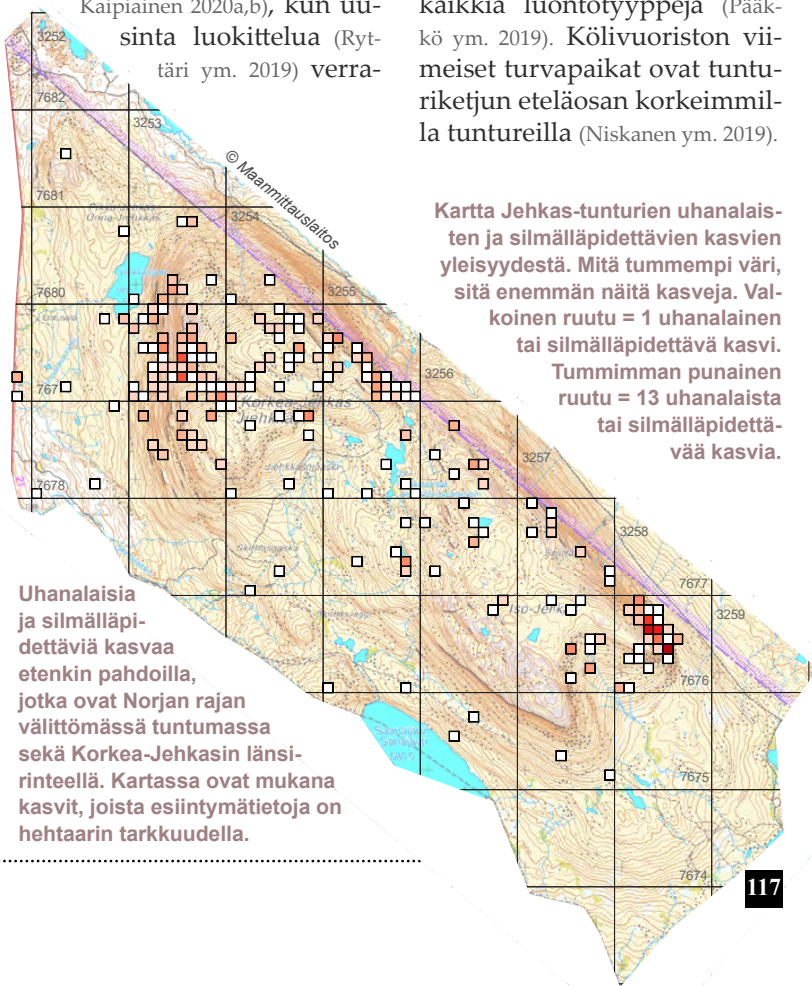 Kaipiainen 2020a,b), kun uu-
sinta luokittelua (Ryt-
täri ym. 2019) verra-
kaikkia luontotyyppejä (Pääk-
kö ym. 2019). Kölivuoriston vii-
meiset turvapaikat ovat tuntu-
riketjun eteläosan korkeimmil-
la tuntureilla (Niskanen ym. 2019).
Kartta Jehkas-tunturien uhanalais-
ten ja silmälläpidettävien kasvien
yleisyydestä. Mitä tummempi väri,
sitä enemmän näitä kasveja. Val-
koinen ruutu = 1 uhanalainen
tai silmälläpidettävä kasvi.
Tummimman punainen
ruutu = 13 uhanalaista
tai silmälläpidettä-
vää kasvia.
© Maanmittauslaitos
3252
7682
3253
7681
3254
7680
3255
767
3256
Korkea-Jehkas
3257
7678
3258
7677
3259
Iso-Jehk
7676
7675
7674
Uhanalaisia
ja silmälläpi-
dettäviä kasvaa
etenkin pahdoilla,
jotka ovat Norjan rajan
välittömässä tuntumassa
sekä Korkea-Jehkasin länsi-
rinteellä. Kartassa ovat mukana
kasvit, joista esiintymätietoja on
hehtaarin tarkkuudella.
117